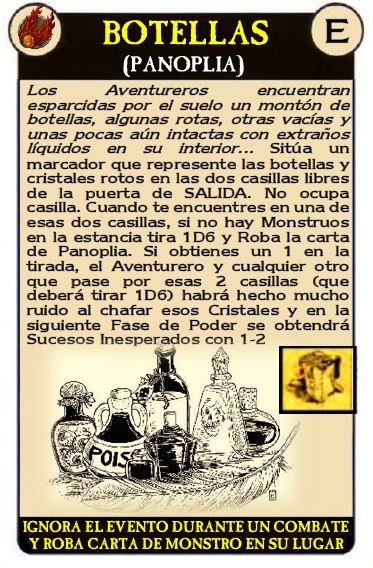 BOTELLAS
E
(PANOPLIA)
Los Aventureros encuentran
esparcidas por el suelo un montón de
botellas, algunas rotas, otras vacías y
unas pocas aún intactas con extraños
líquidos en su interior... Sitúa un
marcador que represente las botellas y
cristales rotos en las dos casillas libres
de la puerta de SALIDA. No ocupa
casilla. Cuando te encuentres en una de
esas dos casillas, si no hay Monstruos
en la estancia tira 1D6 y Roba la carta
de Panoplia. Si obtienes un 1 en la
tirada, el Aventurero y cualquier otro
que pase por esas 2 casillas (que
deberá tirar 1D6) habrá hecho mucho
ruido al chafar esos Cristales y en la
siguiente Fase de Poder se obtendrá
Sucesos Inesperados con 1-2
POIS
IGNORA EL EVENTO DURANTE UN COMBATE
Y ROBA CARTA DE MONSTRO EN SU LUGAR